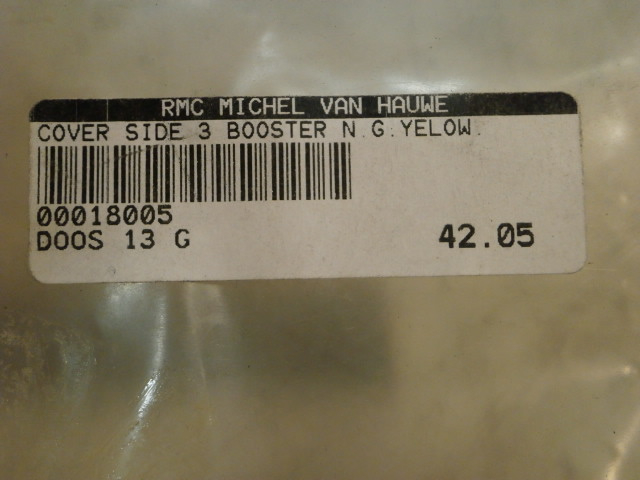 RMC MICHEL VAN HAUWE
COVER SIDE 3 BOOSTER N.G.YELOW.
00018005
DOOS 13 G 42.05